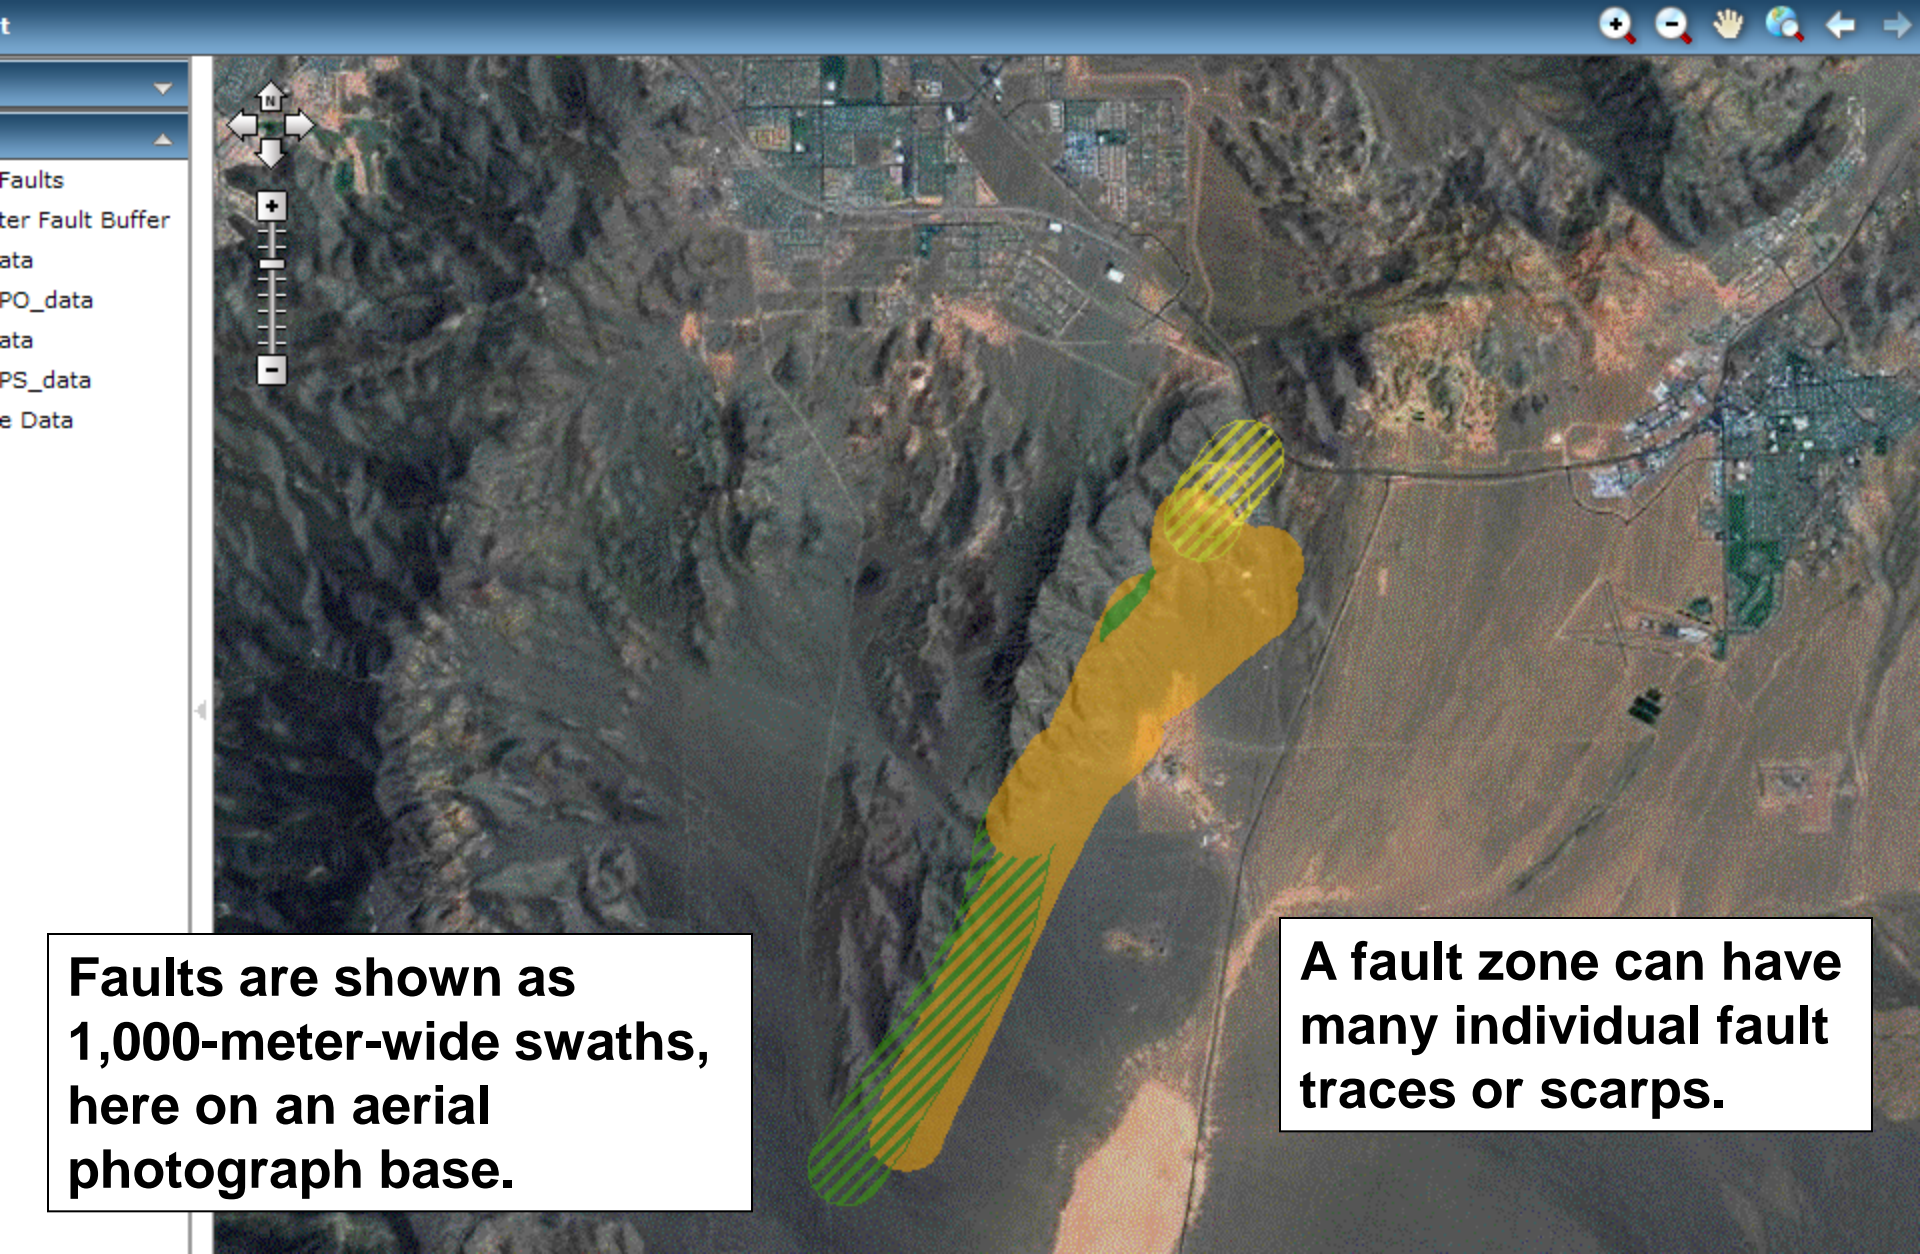 t
N
Faults
ter Fault Buffer
ata
PO_data
ata
PS_data
e Data
Faults are shown as
1,000-meter-wide swaths,
here on an aerial
photograph base.
A fault zone can have
many individual fault
traces or scarps.